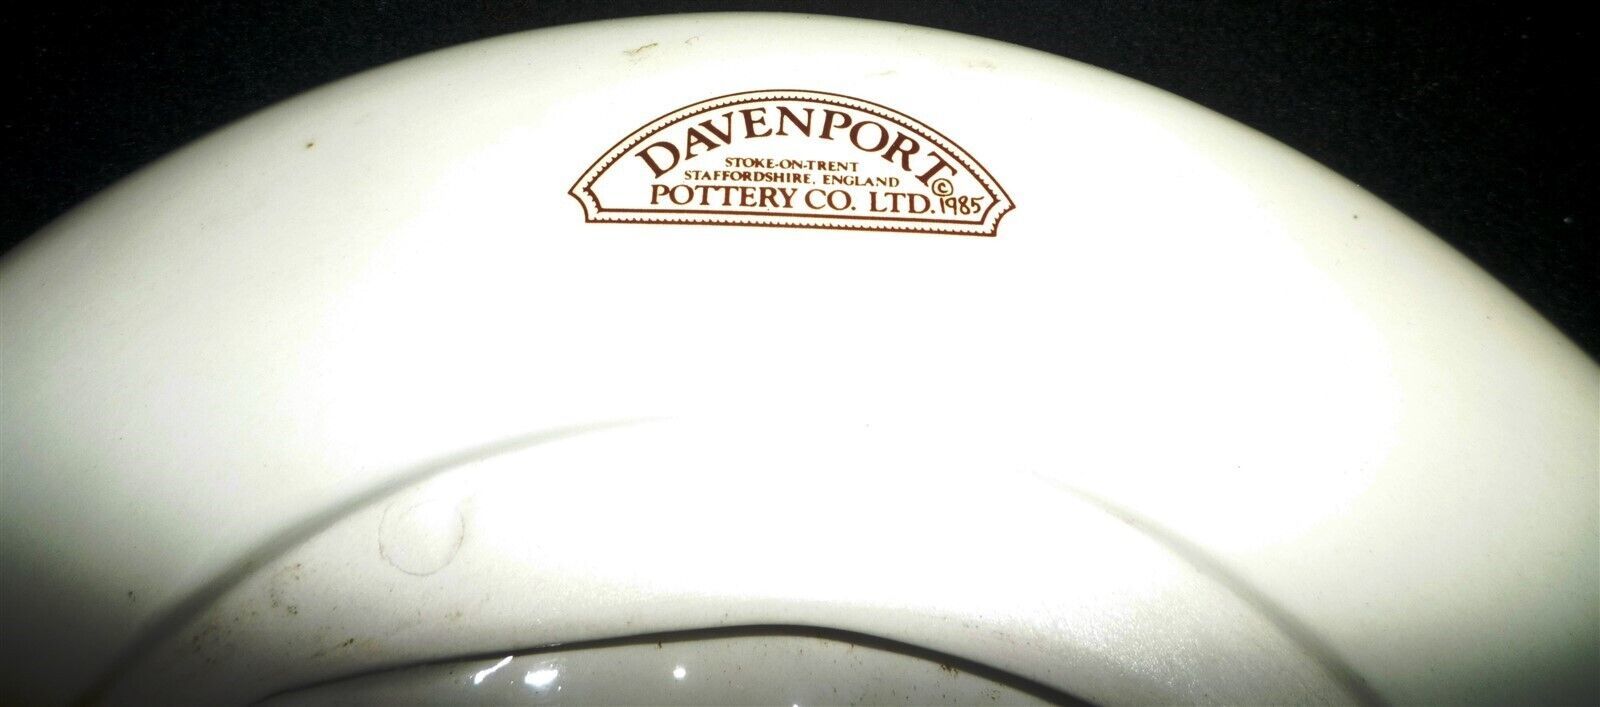 DAVENPORT
STOKE-ON-TRENT
STAFFORDSHIRE, ENGLAND
POTTERY CO. LTD. © 1985